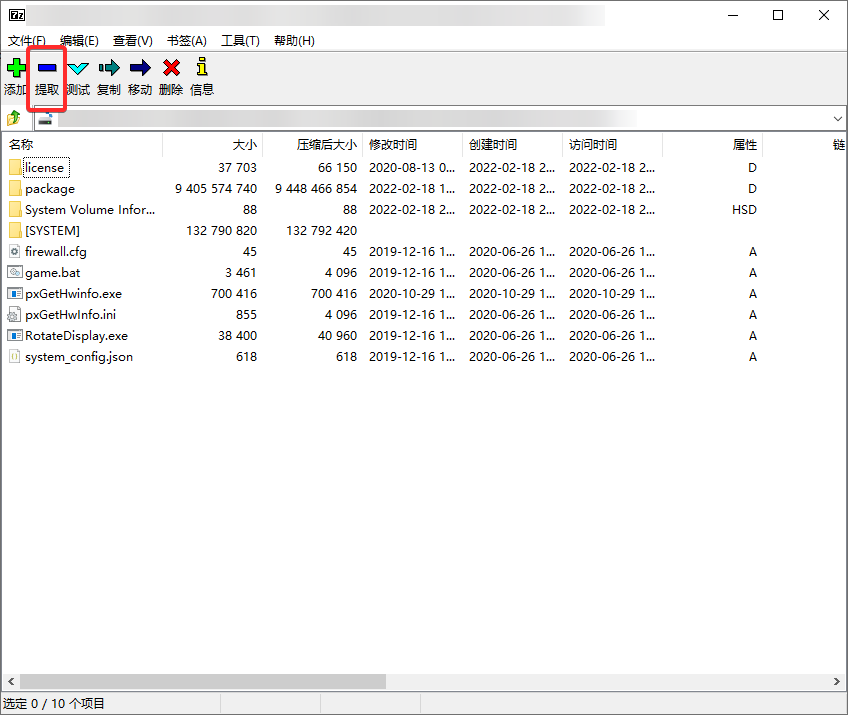 7z
文件(F) 编辑(E) 查看(V) 书签(A) 工具(T) 帮助(H)
添加 提取 测试 复制 移动 删除 信息
名称 大小 压缩后大小 修改时间 创建时间 访问时间 属性 链
license 37 703 66 150 2020-08-13 0... 2022-02-18 2... 2022-02-18 2... D
package 9 405 574 740 9 448 466 854 2022-02-18 1... 2022-02-18 2... 2022-02-18 2... D
System Volume Infor... 88 88 2022-02-18 2... 2022-02-18 2... 2022-02-18 2... HSD
[SYSTEM] 132 790 820 132 792 420
firewall.cfg 45 45 2019-12-16 1... 2020-06-26 1... 2020-06-26 1... A
game.bat 3 461 4 096 2019-12-16 1... 2020-06-26 1... 2020-06-26 1... A
pxGetHwinfo.exe 700 416 700 416 2020-10-29 1... 2020-10-29 1... 2020-10-29 1... A
pxGetHwInfo.ini 855 4 096 2019-12-16 1... 2020-06-26 1... 2020-06-26 1... A
RotateDisplay.exe 38 400 40 960 2019-12-16 1... 2020-06-26 1... 2020-06-26 1... A
system_config.json 618 618 2019-12-16 1... 2020-06-26 1... 2020-06-26 1... A
选定 0 / 10 个项目